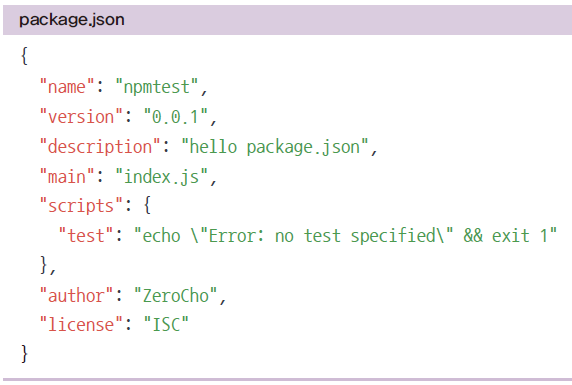 package.json
{
  "name": "npmtest",
  "version": "0.0.1",
  "description": "hello package.json",
  "main": "index.js",
  "scripts": {
    "test": "echo \"Error: no test specified\" && exit 1"
  },
  "author": "ZeroCho",
  "license": "ISC"
}